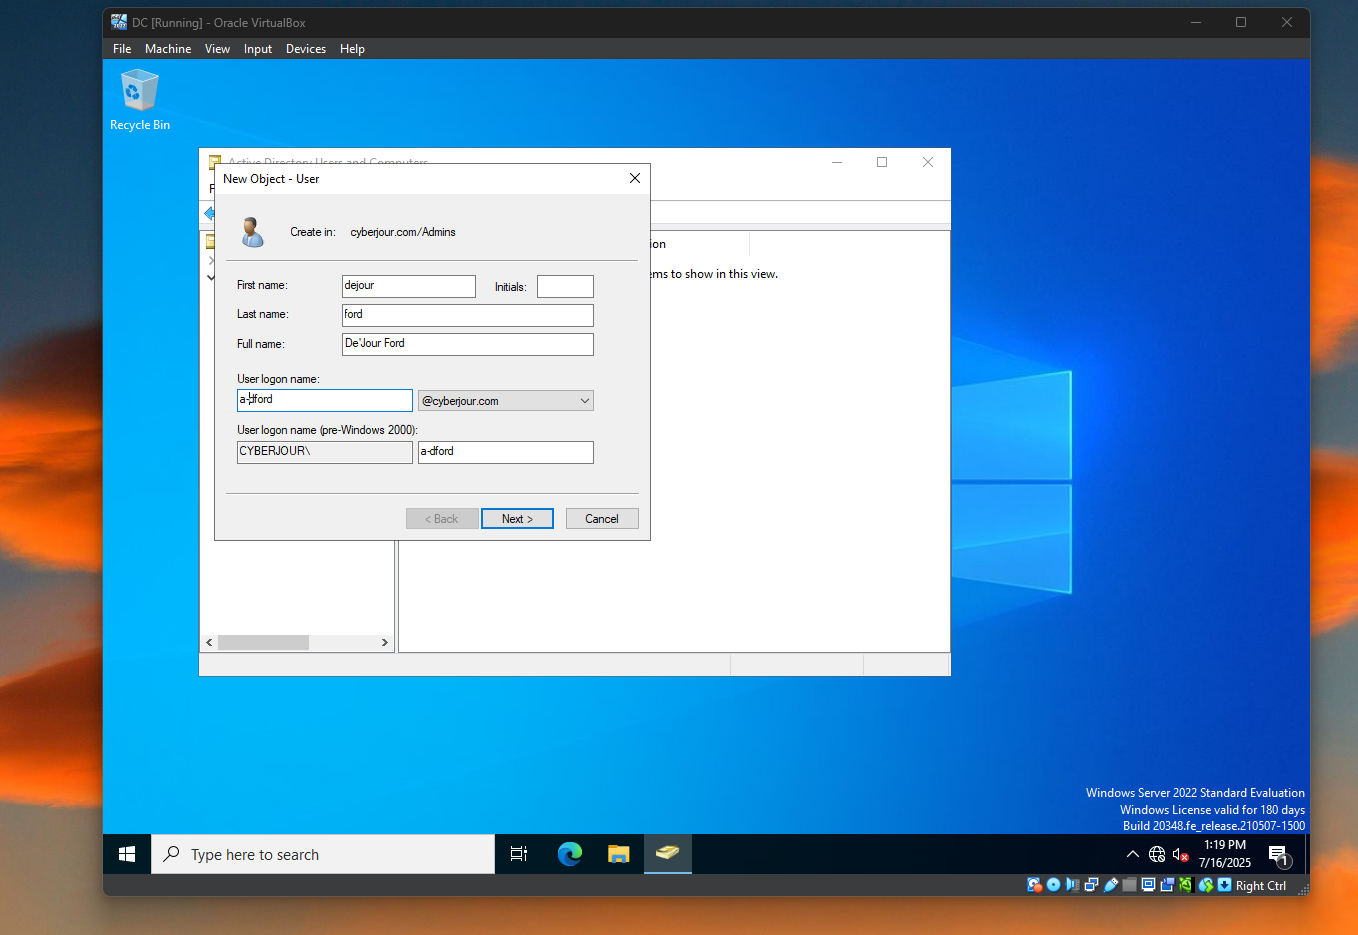 DC [Running] - Oracle VirtualBox
File Machine View Input Devices Help
Recycle Bin
Active Directory Users and Computers
New Object - User
Create in: cyberjour.com/Admins
First name: dejour Initials:
Last name: ford
Full name: De'Jour Ford
User logon name:
a-dford @cyberjour.com
User logon name (pre-Windows 2000):
CYBERJOUR\ a-dford
< Back Next > Cancel
to show in this view.
Windows Server 2022 Standard Evaluation
Windows License valid for 180 days
Build 20348.fe_release.210507-1500
Type here to search
1:19 PM
7/16/2025
1
Right Ctrl